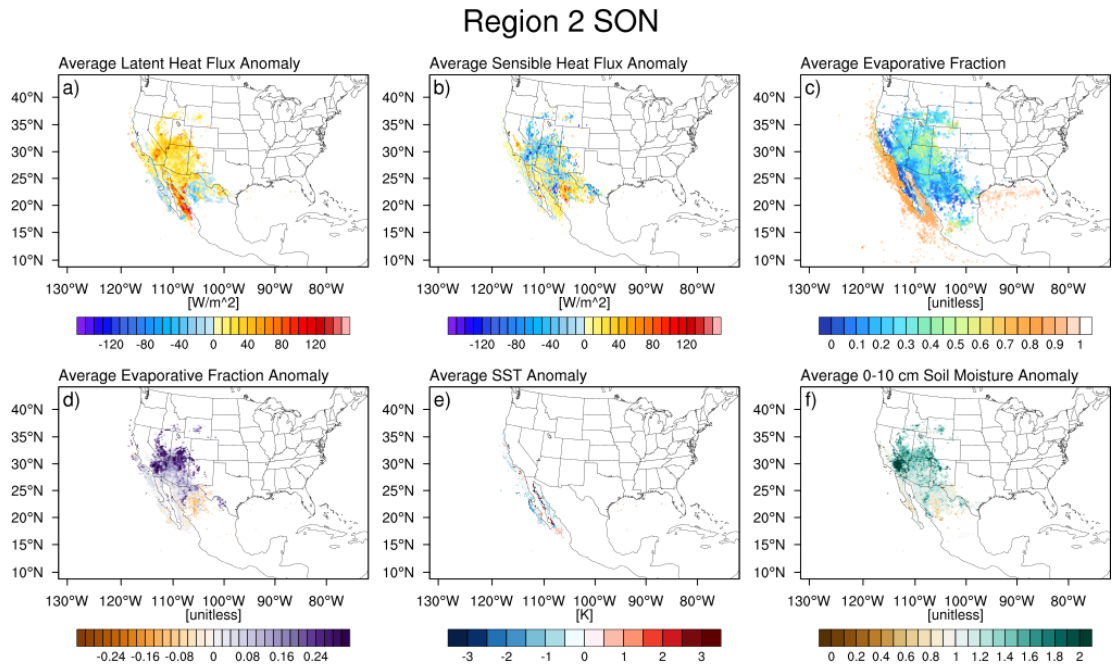 Region 2 SON
Average Latent Heat Flux Anomaly
a)
40°N
35°N
30°N
25°N
20°N
15°N
10°N
130°W 120°W 110°W 100°W 90°W 80°W
[W/m^2]
-120 -80 -40 0 40 80 120
Average Sensible Heat Flux Anomaly
b)
40°N
35°N
30°N
25°N
20°N
15°N
10°N
130°W 120°W 110°W 100°W 90°W 80°W
[W/m^2]
-120 -80 -40 0 40 80 120
Average Evaporative Fraction
c)
40°N
35°N
30°N
25°N
20°N
15°N
10°N
130°W 120°W 110°W 100°W 90°W 80°W
[unitless]
0 0.1 0.2 0.3 0.4 0.5 0.6 0.7 0.8 0.9 1
Average Evaporative Fraction Anomaly
d)
40°N
35°N
30°N
25°N
20°N
15°N
10°N
130°W 120°W 110°W 100°W 90°W 80°W
[unitless]
-0.24 -0.16 -0.08 0 0.08 0.16 0.24
Average SST Anomaly
e)
40°N
35°N
30°N
25°N
20°N
15°N
10°N
130°W 120°W 110°W 100°W 90°W 80°W
[K]
-3 -2 -1 0 1 2 3
Average 0-10 cm Soil Moisture Anomaly
f)
40°N
35°N
30°N
25°N
20°N
15°N
10°N
130°W 120°W 110°W 100°W 90°W 80°W
[unitless]
0 0.2 0.4 0.6 0.8 1 1.2 1.4 1.6 1.8 2